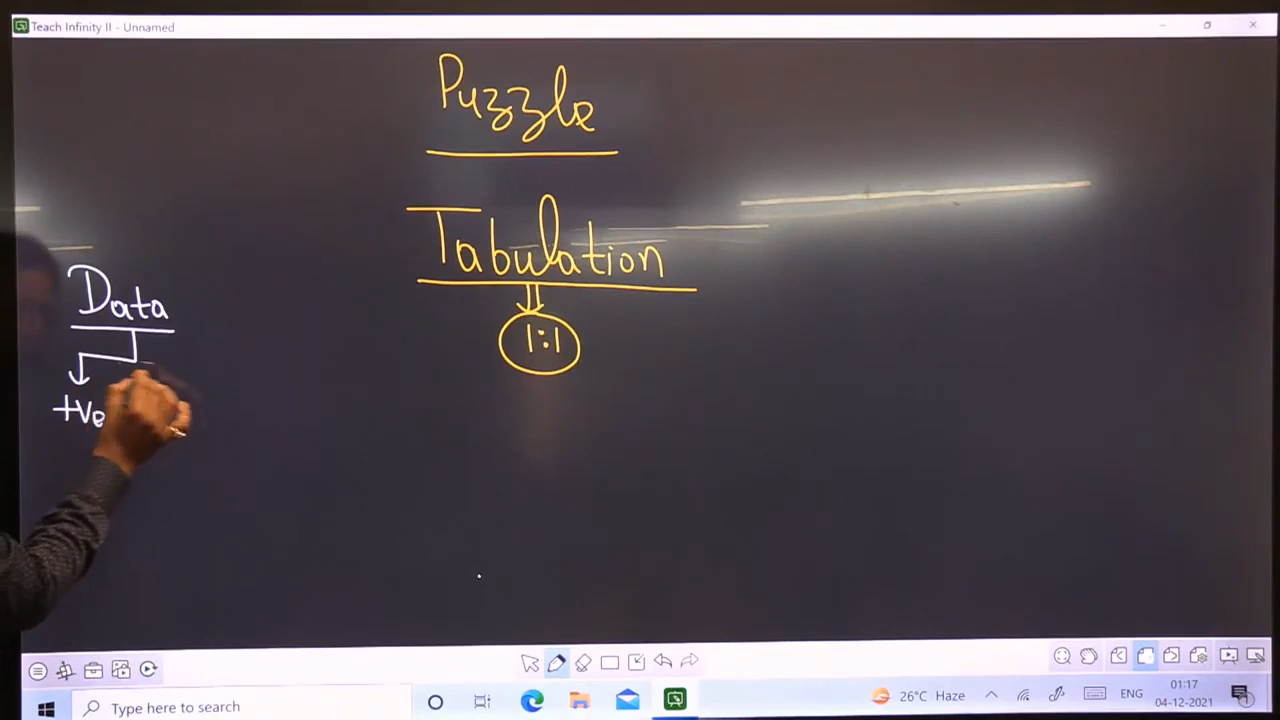 Teach Infinity II - Unnamed
Puzzle
Tabulation
1:1
Data
+ve
Type here to search
26°C Haze
ENG
01:17
04-12-2021